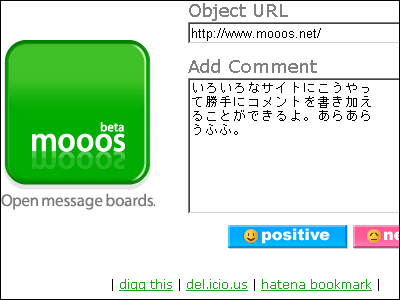 Object URL
http://www.mooos.net/
Add Comment
いろいろなサイトにこうやっ
て勝手にコメントを書き加え
ることができるよ。あらあら
うふふ。
beta
mooos
Open message boards.
positive
| digg this | del.icio.us | hatena bookmark |